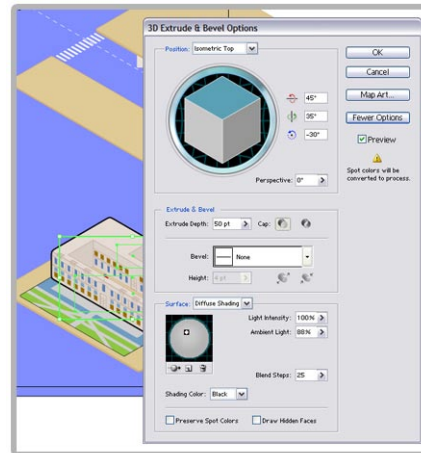 3D Extrude & Bevel Options
Position: Isometric Top
OK
Cancel
Map Art...
Fewer Options
Preview
Spot colors will be
converted to process.
45°
35°
-30°
Perspective: 0°
Extrude & Bevel
Extrude Depth: 50 pt Cap:
Bevel: None
Height: 4 pt
Surface: Diffuse Shading
Light Intensity: 100%
Ambient Light: 88%
Blend Steps: 25
Shading Color: Black
Preserve Spot Colors Draw Hidden Faces